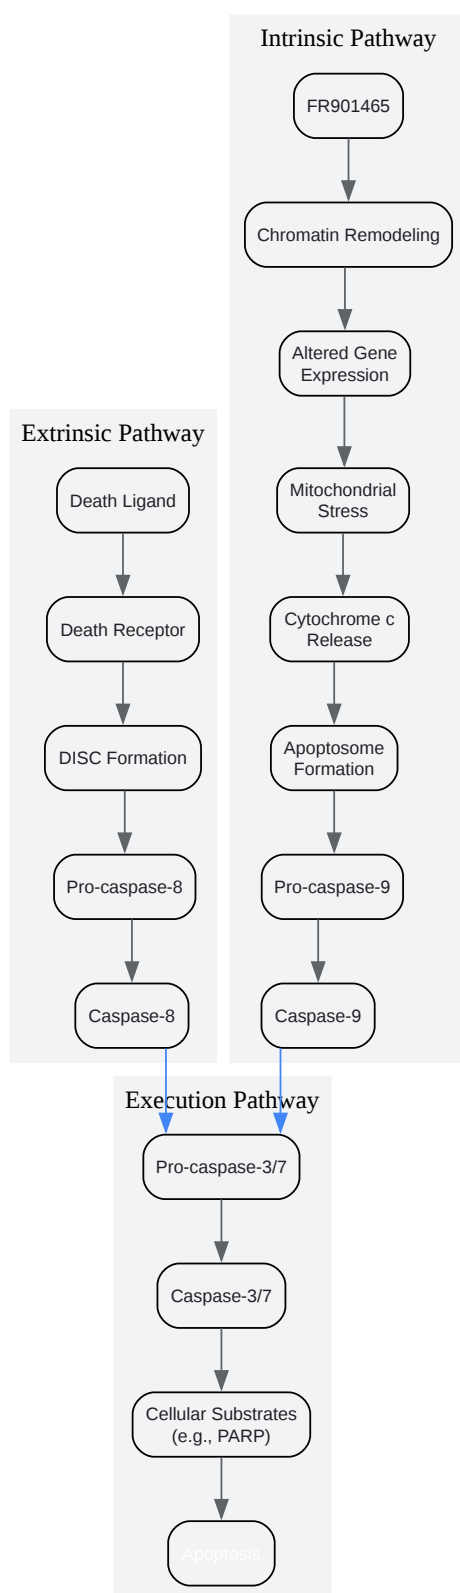 Intrinsic Pathway
FR901465
Chromatin Remodeling
Altered Gene
Expression
Mitochondrial
Stress
Cytochrome c
Release
Apoptosome
Formation
Pro-caspase-9
Caspase-9
Extrinsic Pathway
Death Ligand
Death Receptor
DISC Formation
Pro-caspase-8
Caspase-8
Execution Pathway
Pro-caspase-3/7
Caspase-3/7
Cellular Substrates
(e.g., PARP)
Apoptosis